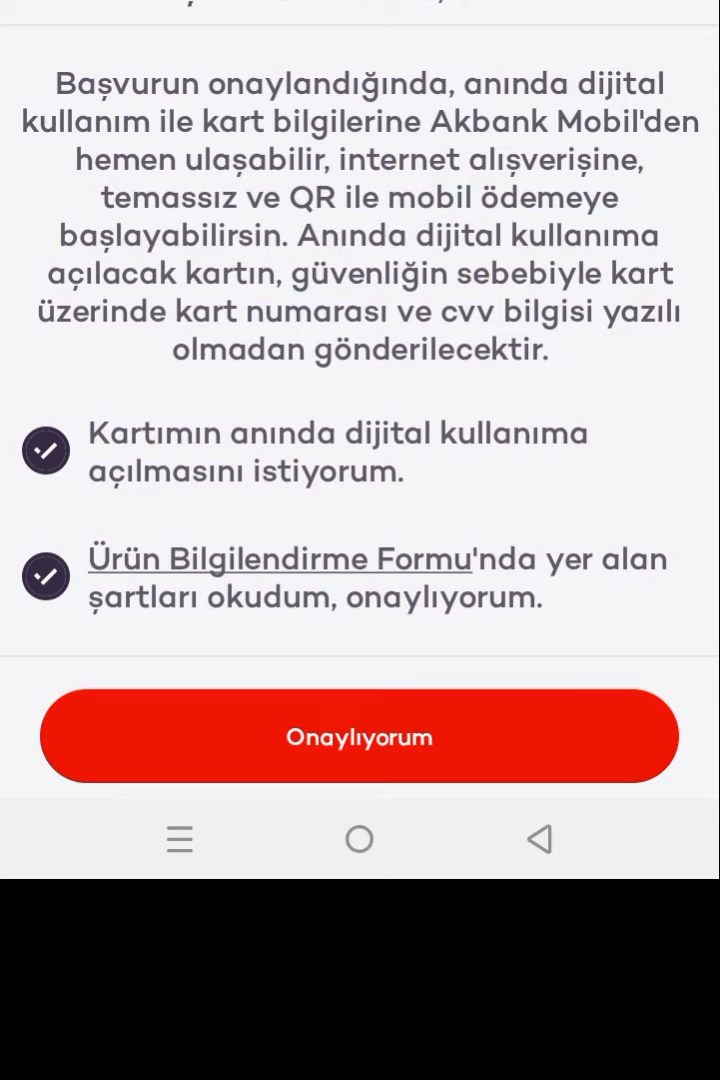 Başvurun onaylandığında, anında dijital
kullanım ile kart bilgilerine Akbank Mobil'den
hemen ulaşabilir, internet alışverişine,
temassız ve QR ile mobil ödemeye
başlayabilirsin. Anında dijital kullanıma
açılacak kartın, güvenliğin sebebiyle kart
üzerinde kart numarası ve cvv bilgisi yazılı
olmadan gönderilecektir.
Kartımın anında dijital kullanıma
açılmasını istiyorum.
Ürün Bilgilendirme Formu'nda yer alan
şartları okudum, onaylıyorum.
Onaylıyorum